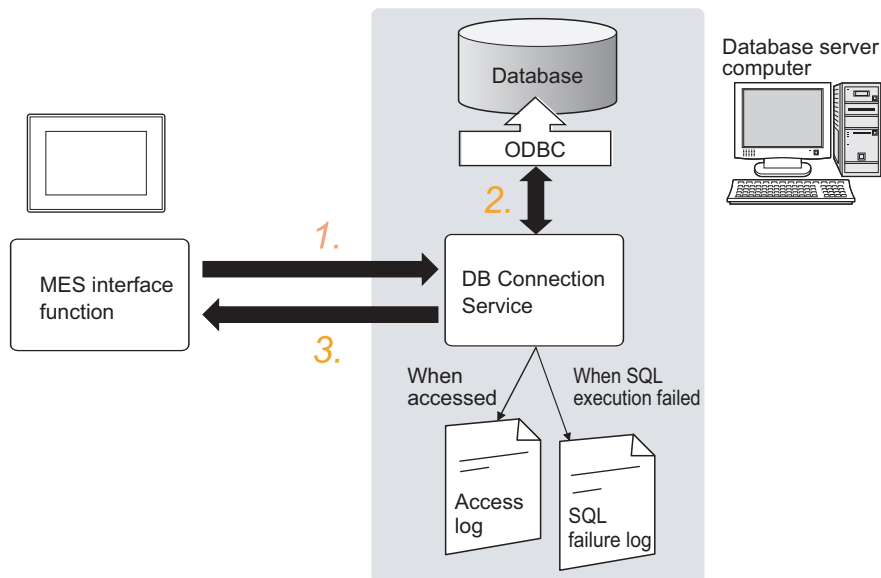 Database
Database server
computer
ODBC
2.
1.
MES interface
function
DB Connection
Service
3.
When
accessed
When SQL
execution failed
Access
log
SQL
failure log